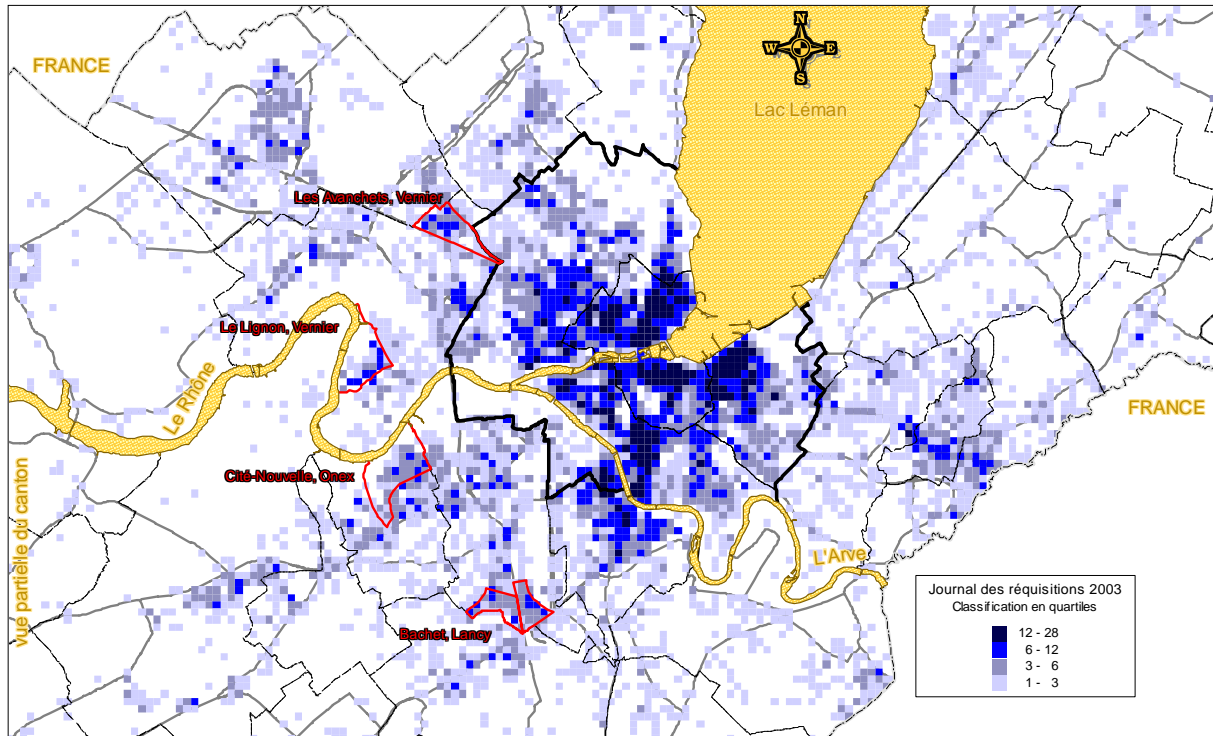 FRANCE
N
W E
S
Lac Léman
Les Avanchets, Vernier
Le Lignon, Vernier
Le Rhône
FRANCE
Cité-Nouvelle, Onex
vue partielle du canton
L'Arve
Bachet, Lancy
Journal des réquisitions 2003
Classification en quartiles
12 - 28
6 - 12
3 - 6
1 - 3